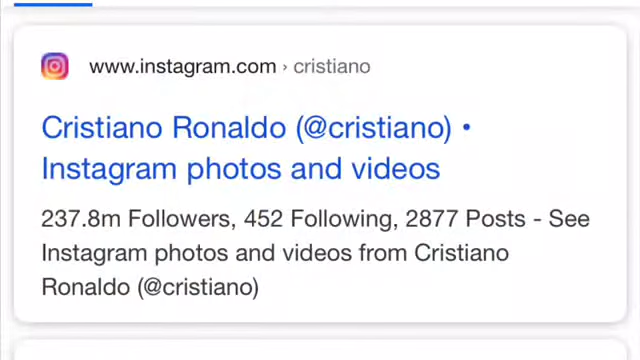 www.instagram.com › cristiano
Cristiano Ronaldo (@cristiano) •
Instagram photos and videos
237.8m Followers, 452 Following, 2877 Posts - See
Instagram photos and videos from Cristiano
Ronaldo (@cristiano)